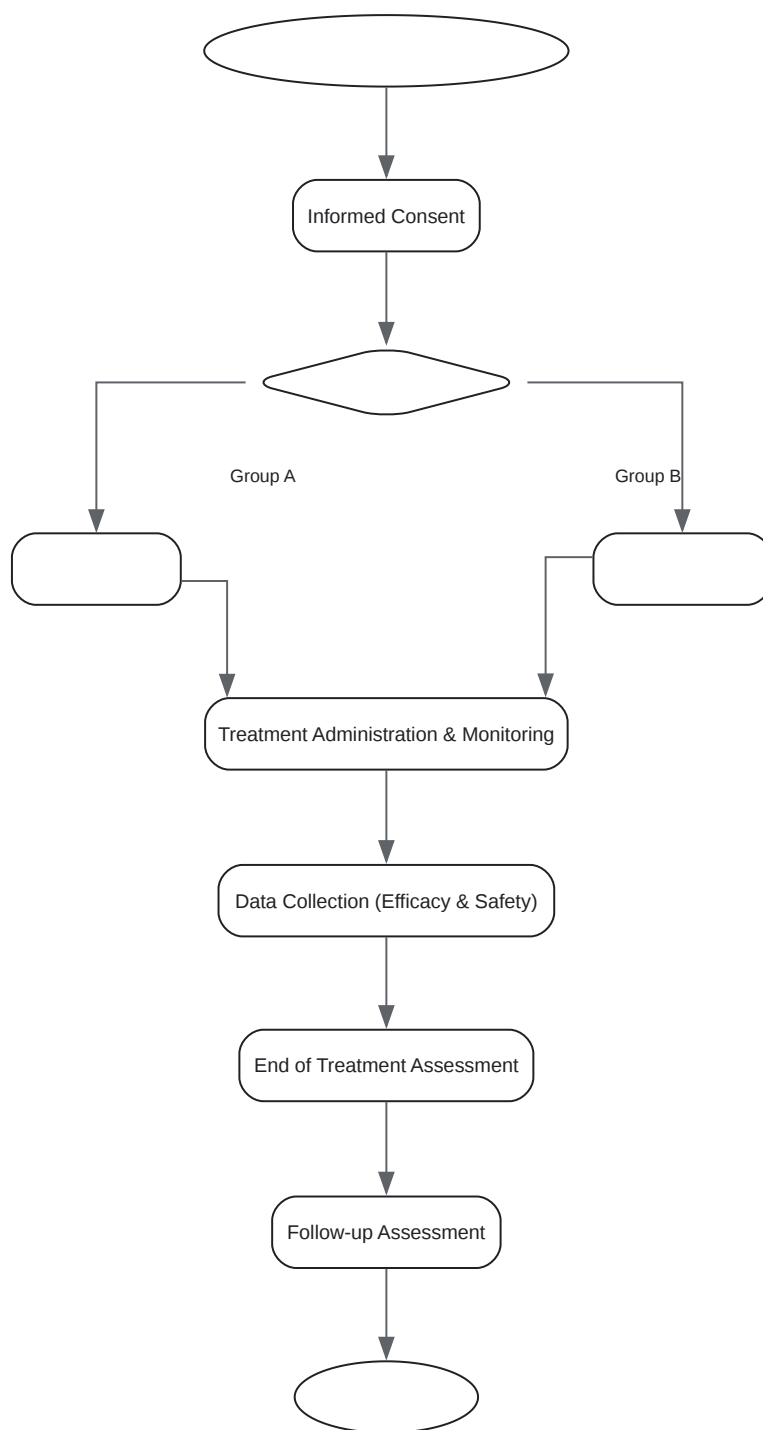 Informed Consent
Group A
Group B
Treatment Administration & Monitoring
Data Collection (Efficacy & Safety)
End of Treatment Assessment
Follow-up Assessment